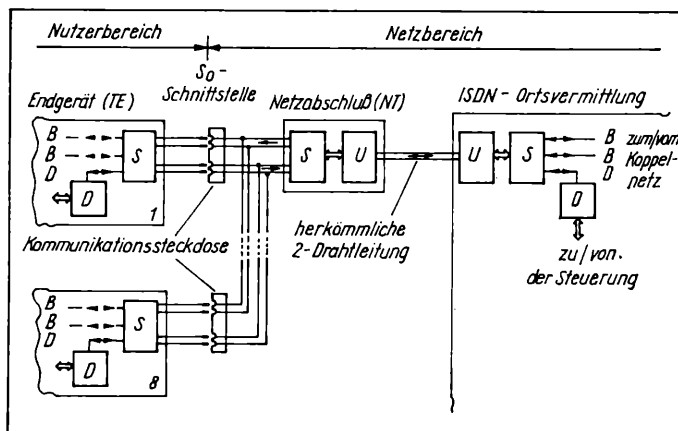 Nutzerbereich
Netzbereich
S0-
Schnittstelle
Endgerät (TE)
Netzabschluß (NT)
ISDN-Ortsvermittlung
B
B
D
S
D
1
S
U
U
S
B zum/vom
B Koppel-
D netz
D
zu/von
der Steuerung
herkömmliche
2-Drahtleitung
Kommunikationssteckdose
B
B
D
S
D
8